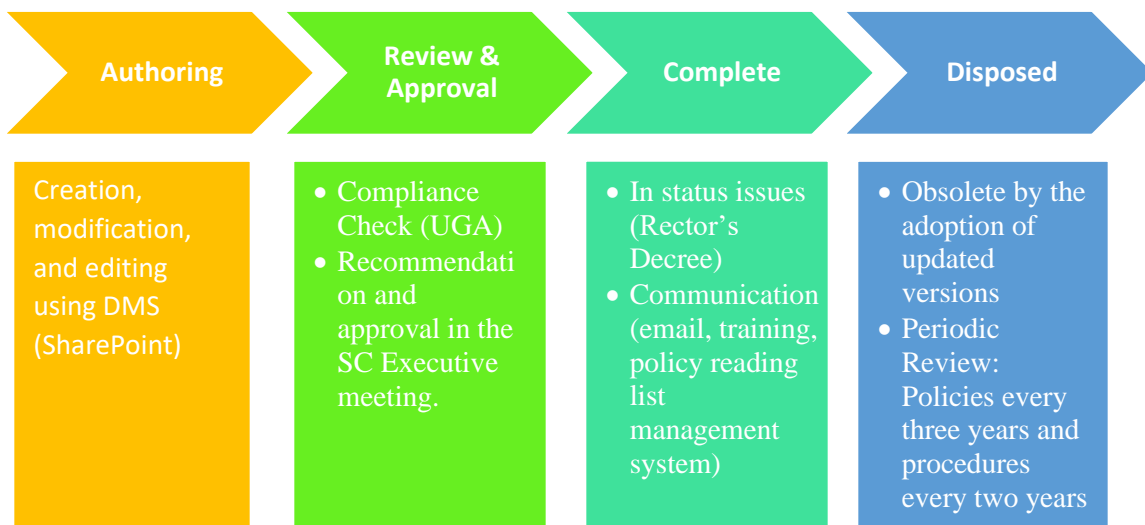 Authoring
Review &
Approval
Complete
Disposed
Creation,
modification,
and editing
using DMS
(SharePoint)
• Compliance
Check (UGA)
• Recommendati
on and
approval in the
SC Executive
meeting.
• In status issues
(Rector's
Decree)
• Communication
(email, training,
policy reading
list
management
system)
• Obsolete by the
adoption of
updated
versions
• Periodic
Review:
Policies every
three years and
procedures
every two years